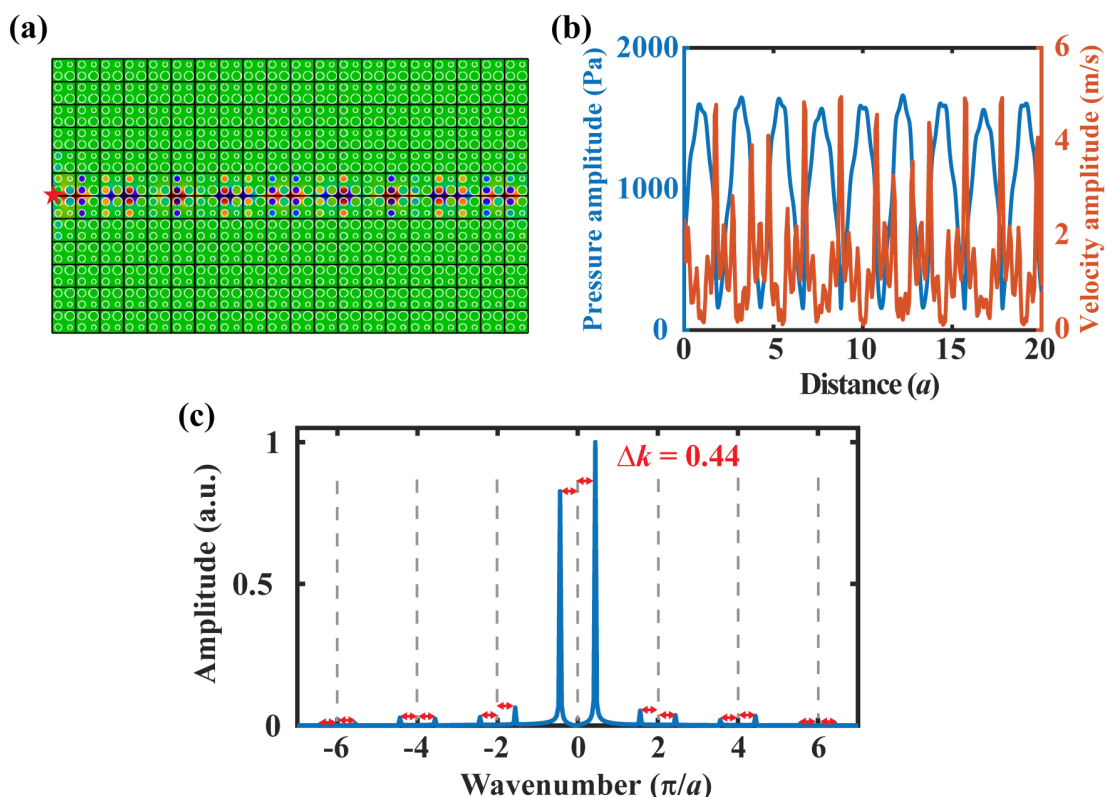 (a)
(b)
2000
1000
0
Pressure amplitude (Pa)
6
4
2
0
Velocity amplitude (m/s)
0 5 10 15 20
Distance (a)
(c)
Δk = 0.44
1
0.5
0
Amplitude (a.u.)
-6 -4 -2 0 2 4 6
Wavenumber (π/a)